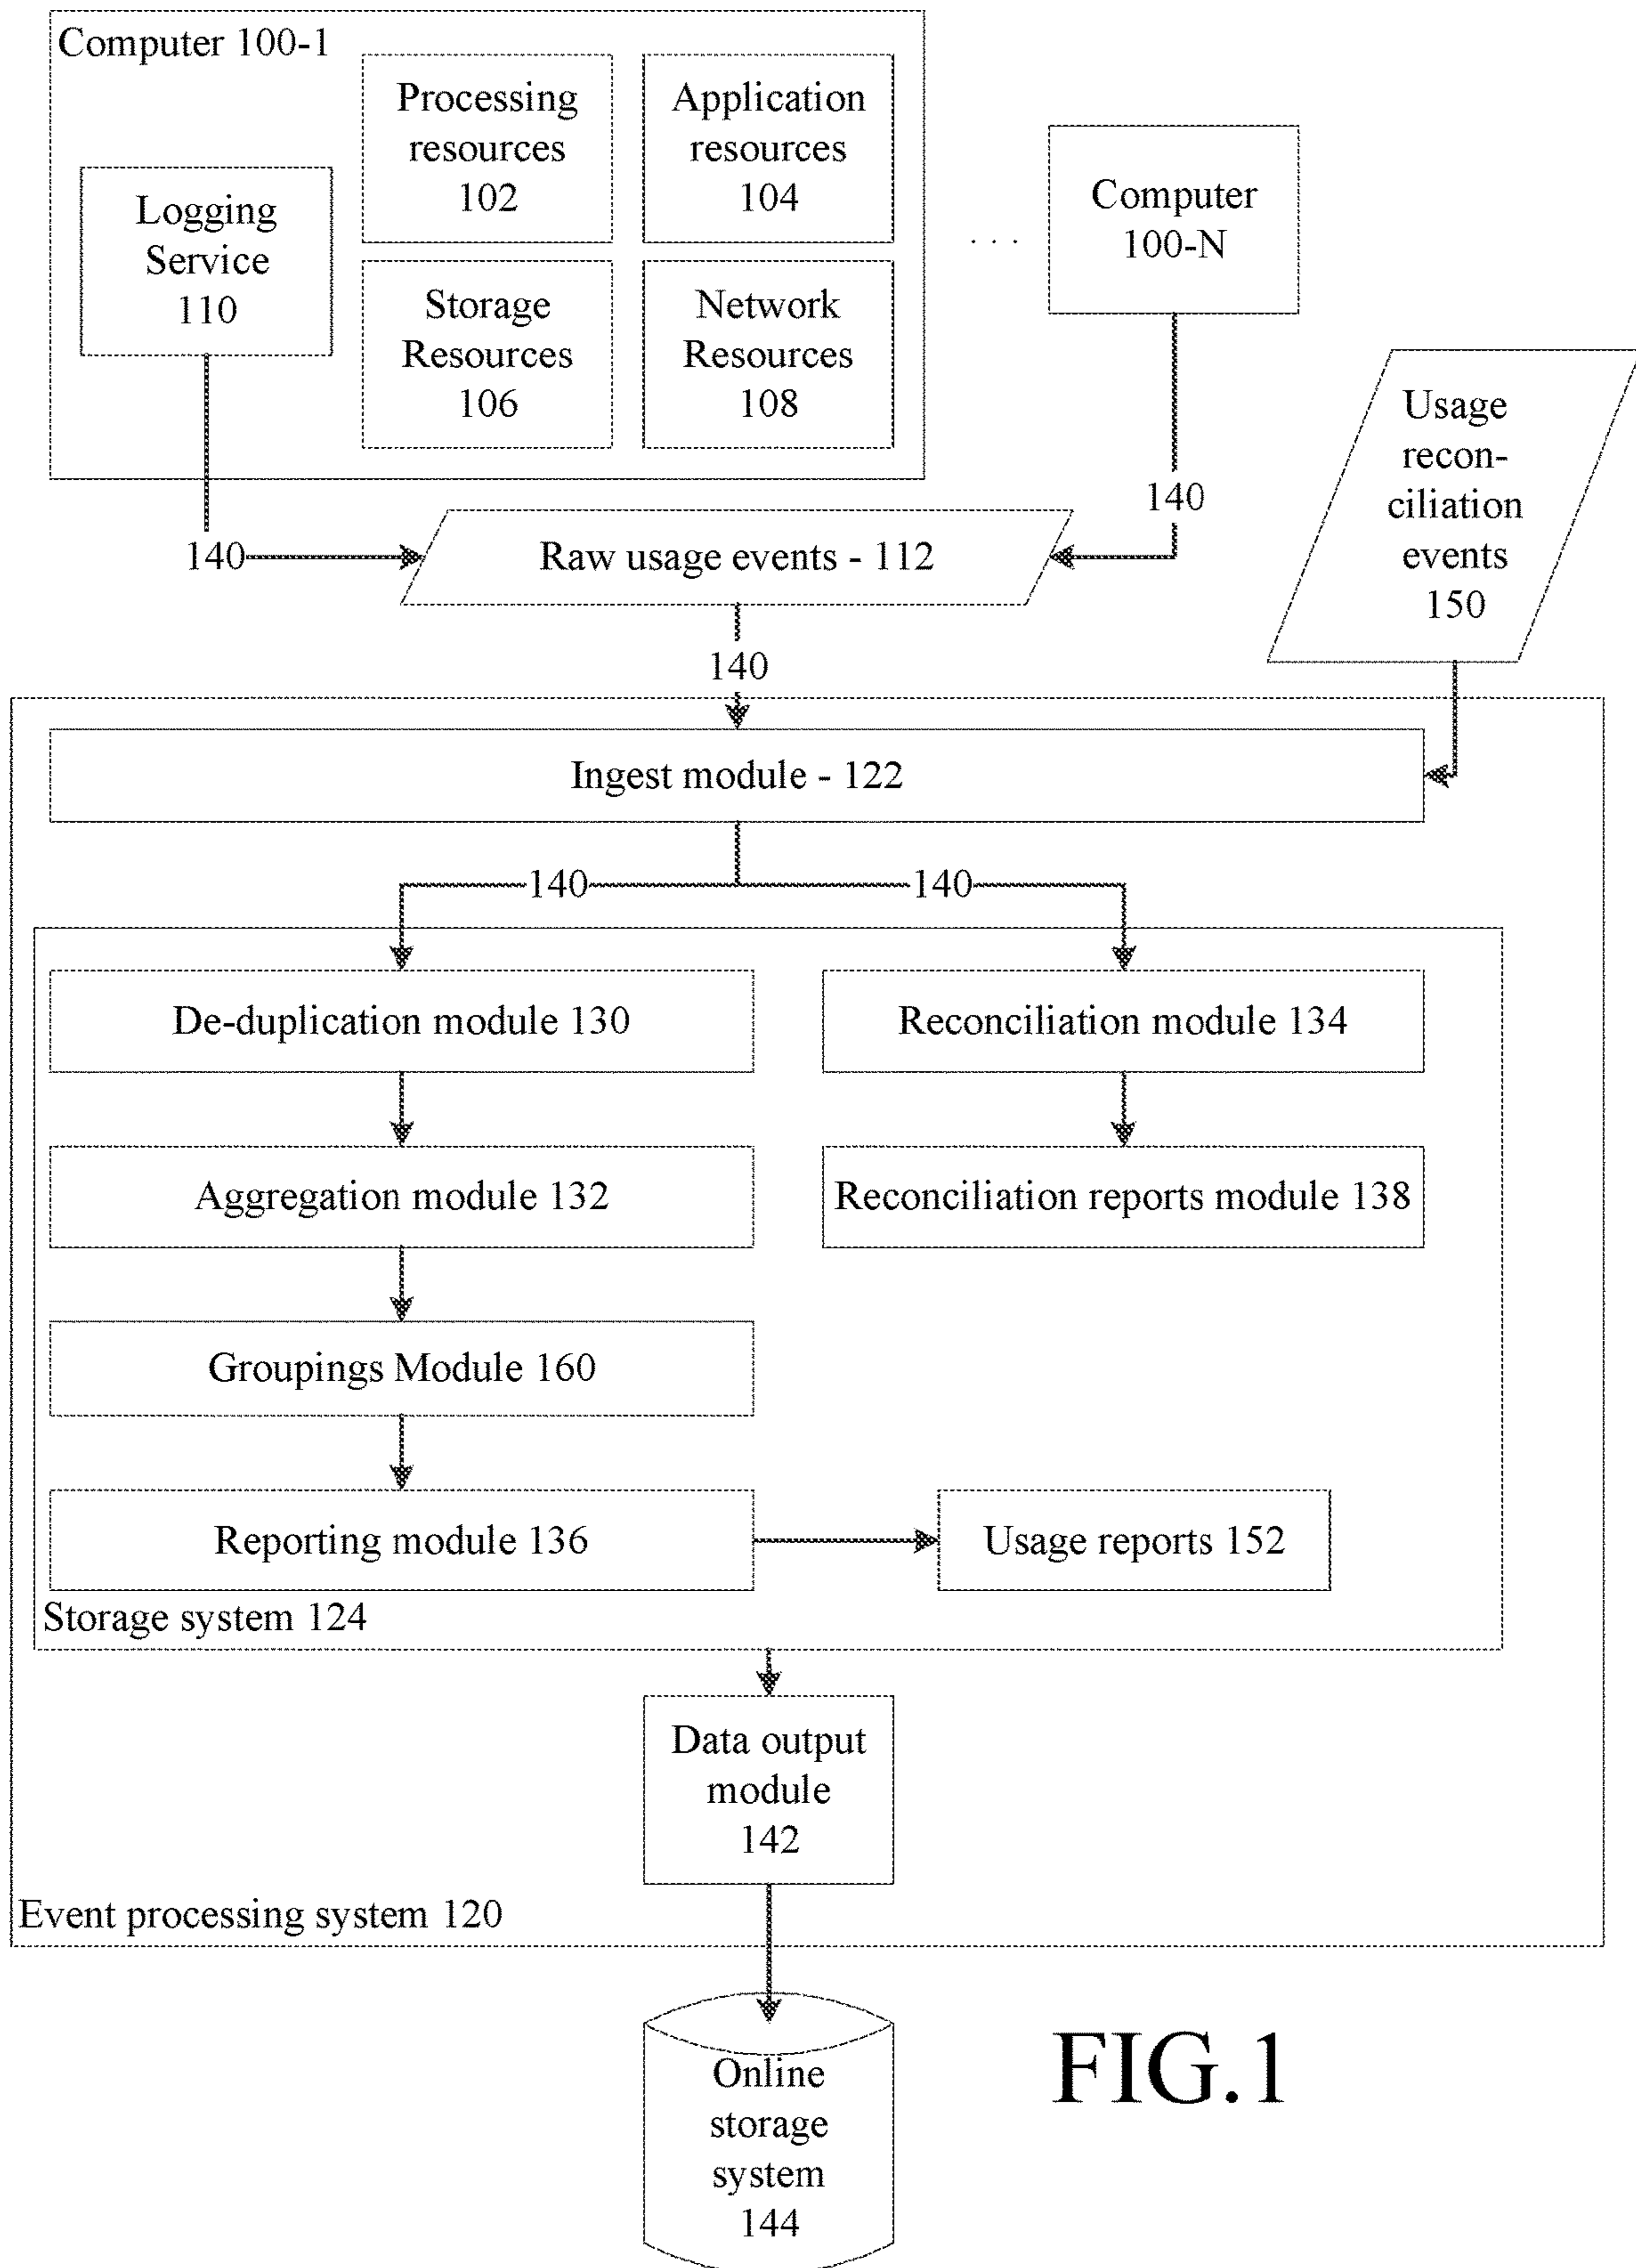 Computer 100-1
Processing
resources
102
Application
resources
104
Logging
Service
110
Storage
Resources
106
Network
Resources
108
. . .
Computer
100-N
Usage
recon-
ciliation
events
150
140
140
Raw usage events - 112
140
Ingest module - 122
140
140
De-duplication module 130
Reconciliation module 134
Aggregation module 132
Reconciliation reports module 138
Groupings Module 160
Reporting module 136
Usage reports 152
Storage system 124
Data output
module
142
Event processing system 120
Online
storage
system
144
FIG.1